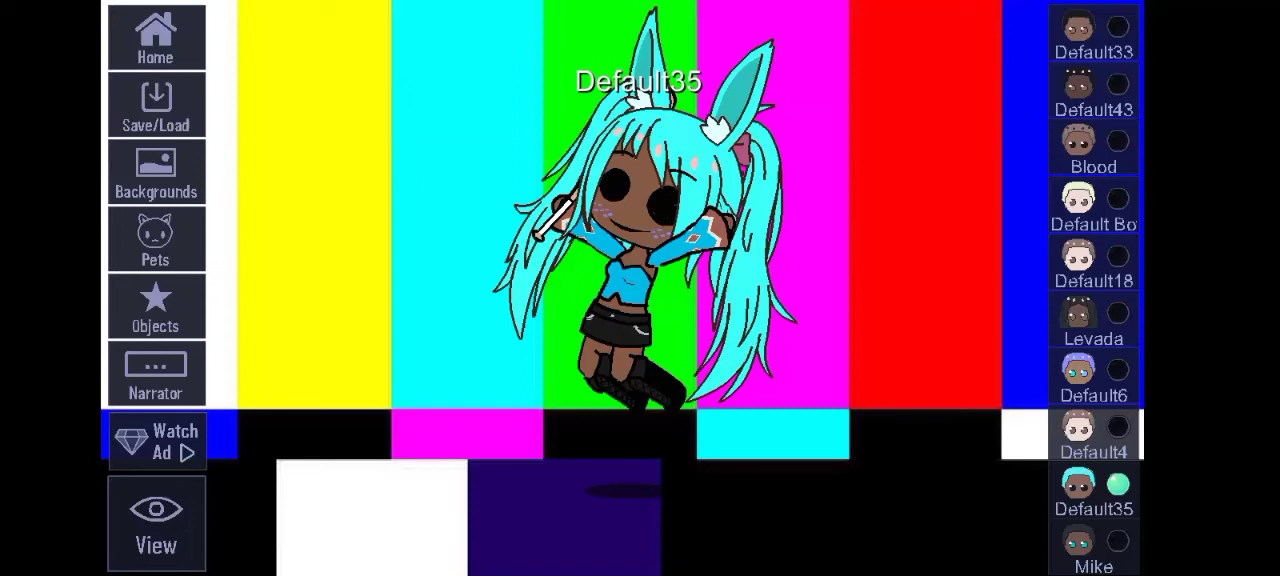 Home
Save/Load
Backgrounds
Pets
Objects
...
Narrator
Watch
Ad
View
Default35
Default33
Default43
Blood
Default Bo
Default18
Levada
Default6
Default4
Default35
Mike